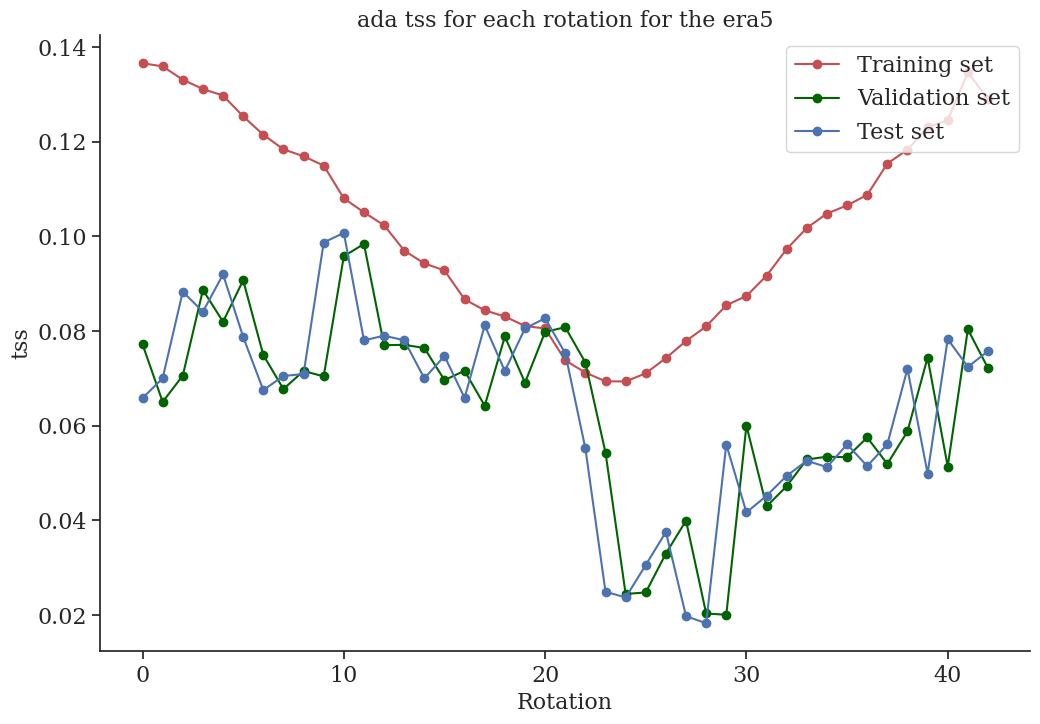 ada tss for each rotation for the era5
Training set
Validation set
Test set
0.14
0.12
0.10
0.08
0.06
0.04
0.02
tss
0 10 20 30 40
Rotation